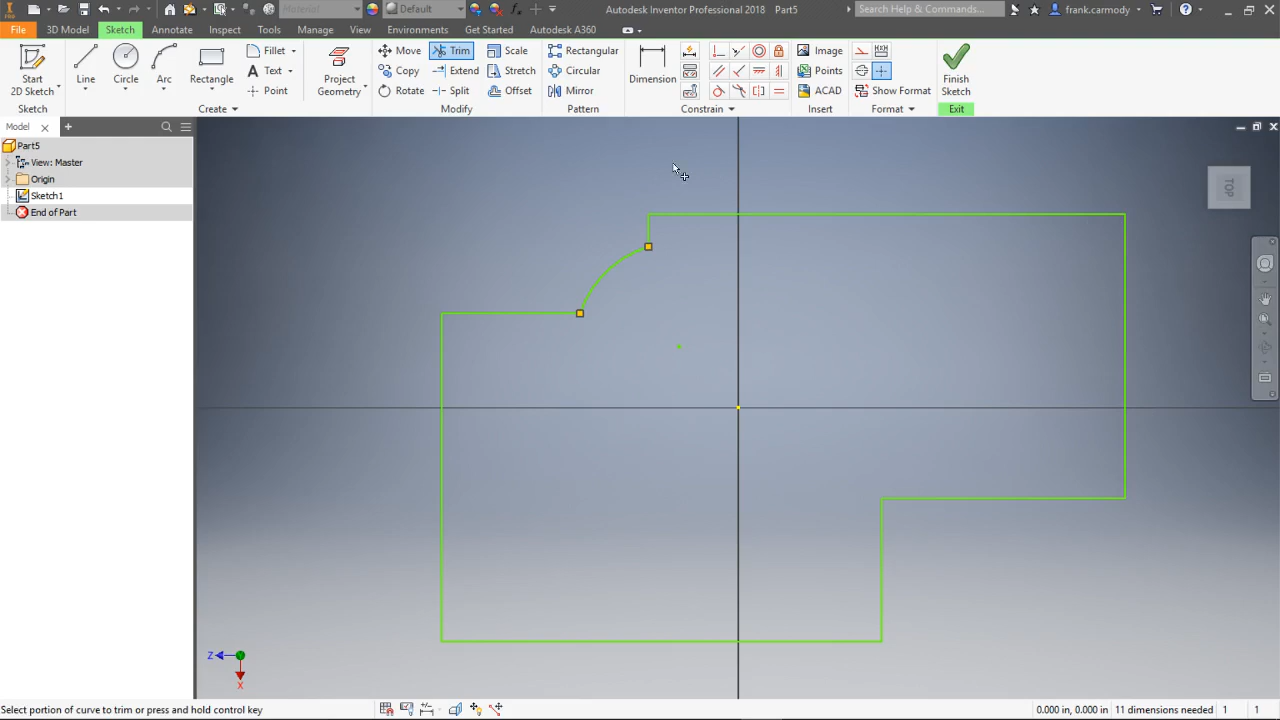 Material
Default
Autodesk Inventor Professional 2018   Part5
Search Help & Commands...
frank.carmody
File
3D Model
Sketch
Annotate
Inspect
Tools
Manage
View
Environments
Get Started
Autodesk A360
Start
2D Sketch
Line
Circle
Arc
Rectangle
Fillet
Text
Point
Project
Geometry
Move
Copy
Rotate
Trim
Extend
Split
Scale
Stretch
Offset
Rectangular
Circular
Mirror
Dimension
Image
Points
ACAD
Show Format
Finish
Sketch
Sketch
Create
Modify
Pattern
Constrain
Insert
Format
Exit
Model
Part5
View: Master
Origin
Sketch1
End of Part
TOP
Z
X
Select portion of curve to trim or press and hold control key
0.000 in, 0.000 in
11 dimensions needed
1
1